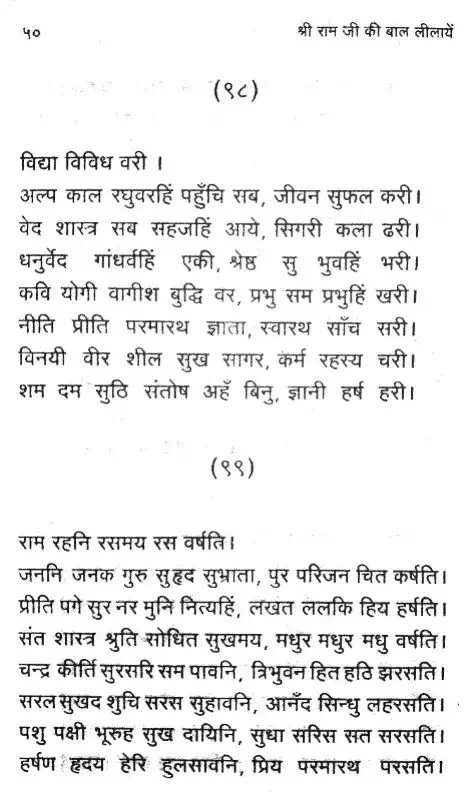 ५०
श्री राम जी की बाल लीलायें
(९८)
विद्या विविध वरी ।
अल्प काल रघुवरहिं पहुँचि सब, जीवन सुफल करी।
वेद शास्त्र सब सहजहिं आये, सिगरी कला ढरी।
धनुर्वेद गांधर्वहिं एकी, श्रेष्ठ सु भुवहिं भरी।
कवि योगी वागीश बुद्धि वर, प्रभु सम प्रभुहिं खरी।
नीति प्रीति परमारथ ज्ञाता, स्वारथ साँच सरी।
विनयी वीर शील सुख सागर, कर्म रहस्य चरी।
शम दम सुठि संतोष अहँ बिनु, ज्ञानी हर्ष हरी।
(९९)
राम रहनि रसमय रस वर्षति।
जननि जनक गुरु सुहृद सुभ्राता, पुर परिजन चित कर्षति।
प्रीति पगे सुर नर मुनि नित्यहिं, लखत ललकि हिय हर्षति।
संत शास्त्र श्रुति सोधित सुखमय, मधुर मधुर मधु वर्षति।
चन्द्र कीर्ति सुरसरि सम पावनि, त्रिभुवन हित हठि झरसति।
सरल सुखद शुचि सरस सुहावनि, आनँद सिन्धु लहरसति।
पशु पक्षी भूरुह सुख दायिनि, सुधा सरिस सत सरसति।
हर्षण हृदय हेरि हुलसावनि, प्रिय परमारथ परसति।